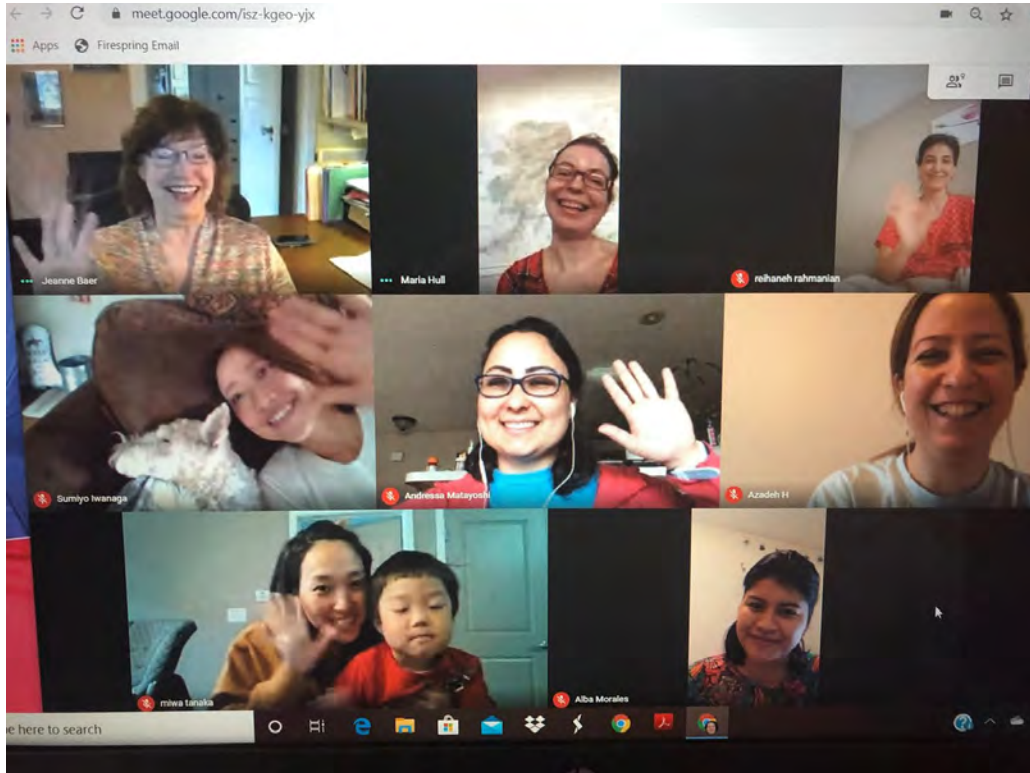 meet.google.com/isz-kgeo-yjx
Apps Firespring Email
9
Jeanne Baer
Maria Hull
reihaneh rahmanian
Sumiyo Iwanaga
Andressa Matayoshi
Azadeh H
miwa tanaka
Alba Morales
e here to search